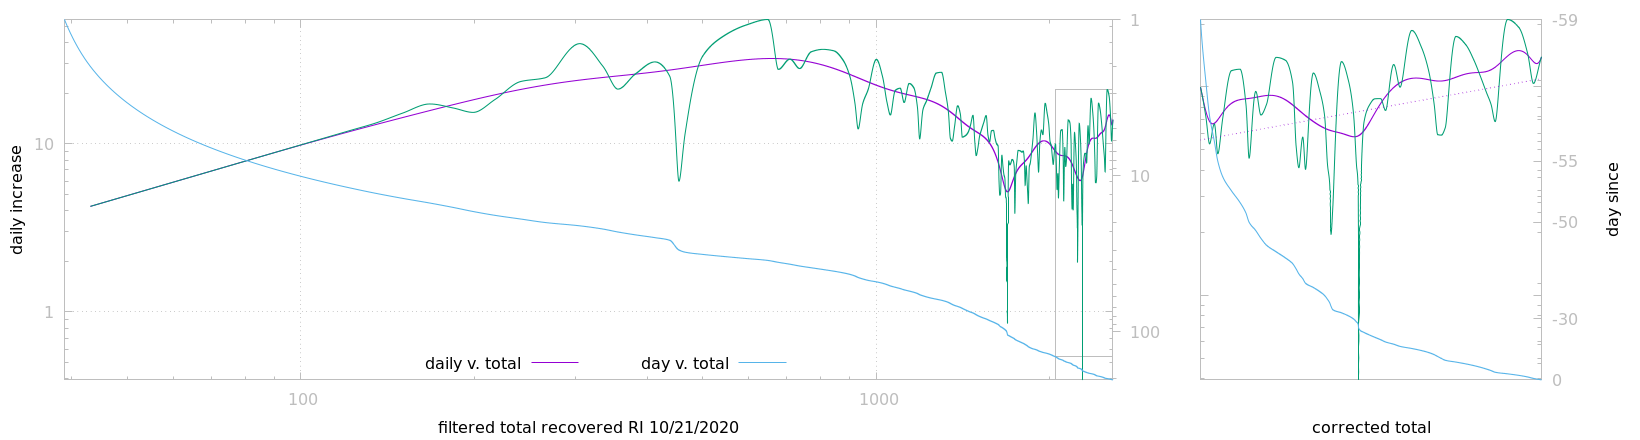 daily increase
10
1
100
1000
daily v. total
day v. total
1
10
100
filtered total recovered RI 10/21/2020
-59
-55
-50
-30
0
day since
corrected total